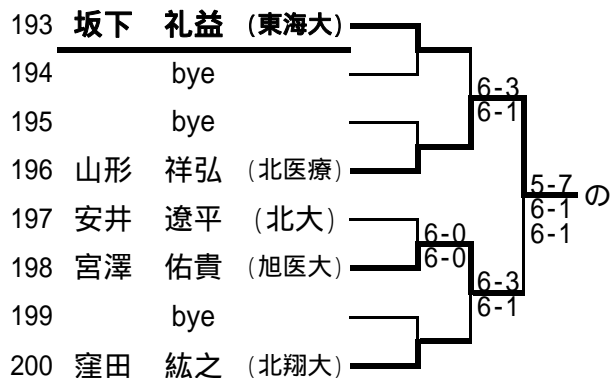 193 坂下 礼益 (東海大)
194 bye
195 bye
196 山形 祥弘 (北医療)
197 安井 遼平 (北大)
198 宮澤 佑貴 (旭医大)
199 bye
200 窪田 紘之 (北翔大)
6-0
6-0
6-3
6-1
6-3
6-1
5-7
6-1
6-1
の